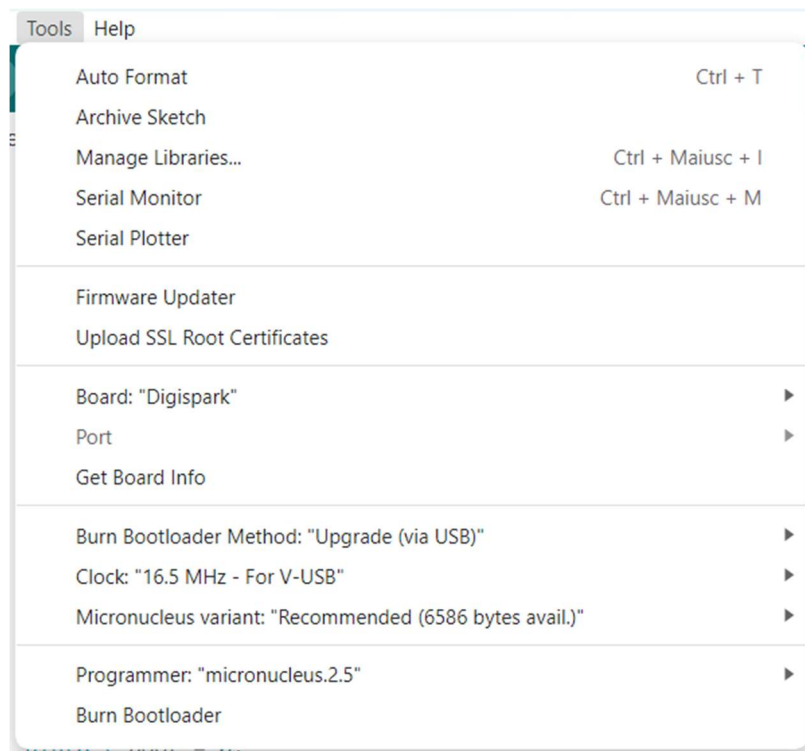 Tools Help
Auto Format Ctrl + T
Archive Sketch
Manage Libraries... Ctrl + Maiusc + I
Serial Monitor Ctrl + Maiusc + M
Serial Plotter
Firmware Updater
Upload SSL Root Certificates
Board: "Digispark"
Port
Get Board Info
Burn Bootloader Method: "Upgrade (via USB)"
Clock: "16.5 MHz - For V-USB"
Micronucleus variant: "Recommended (6586 bytes avail.)"
Programmer: "micronucleus.2.5"
Burn Bootloader